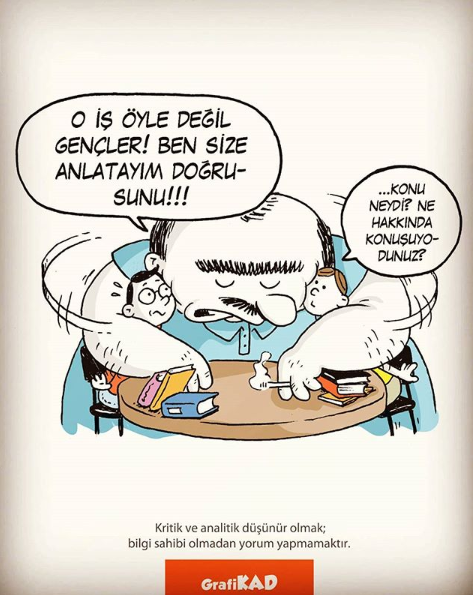 O İŞ ÖYLE DEĞİL
GENÇLER! BEN SİZE
ANLATAYIM DOĞRU-
SUNU!!!
...KONU
NEYDİ? NE
HAKKINDA
KONUŞUYO-
DUNUZ?
Kritik ve analitik düşünür olmak;
bilgi sahibi olmadan yorum yapmamaktır.
GrafiKAD